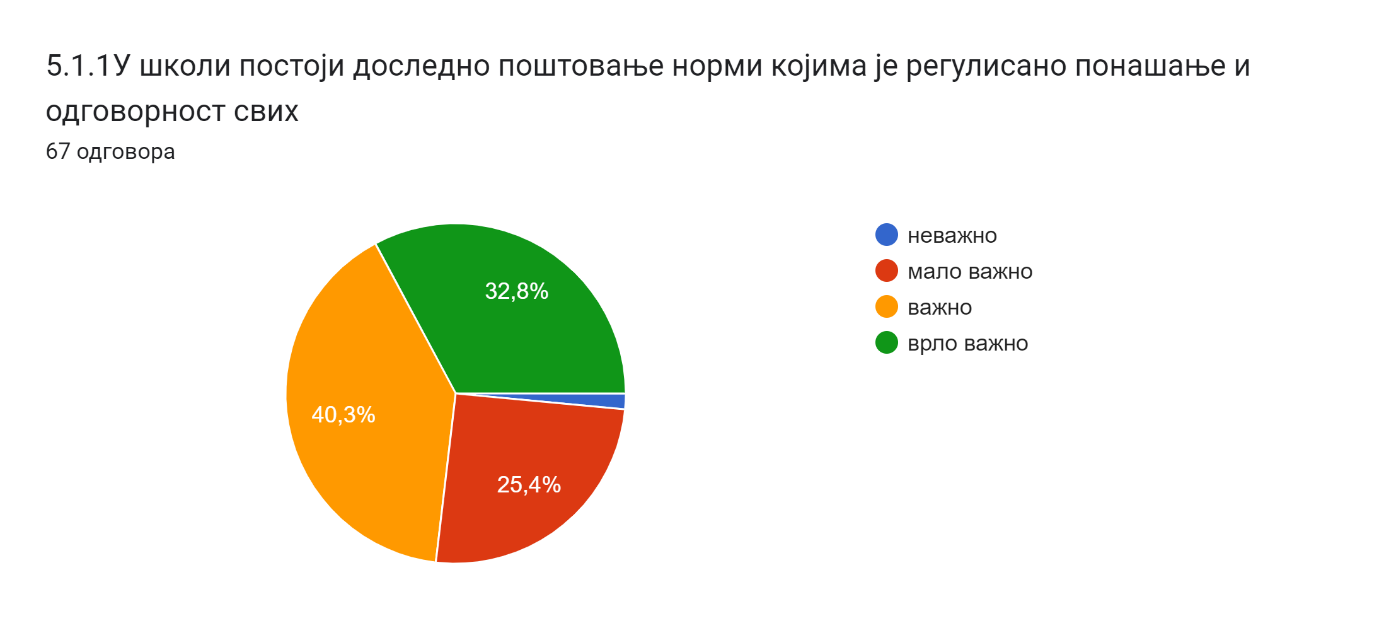 5.1.1У школи постоји доследно поштовање норми којима је регулисано понашање и
одговорност свих
67 одговора
неважно
мало важно
важно
врло важно
32,8%
40,3%
25,4%